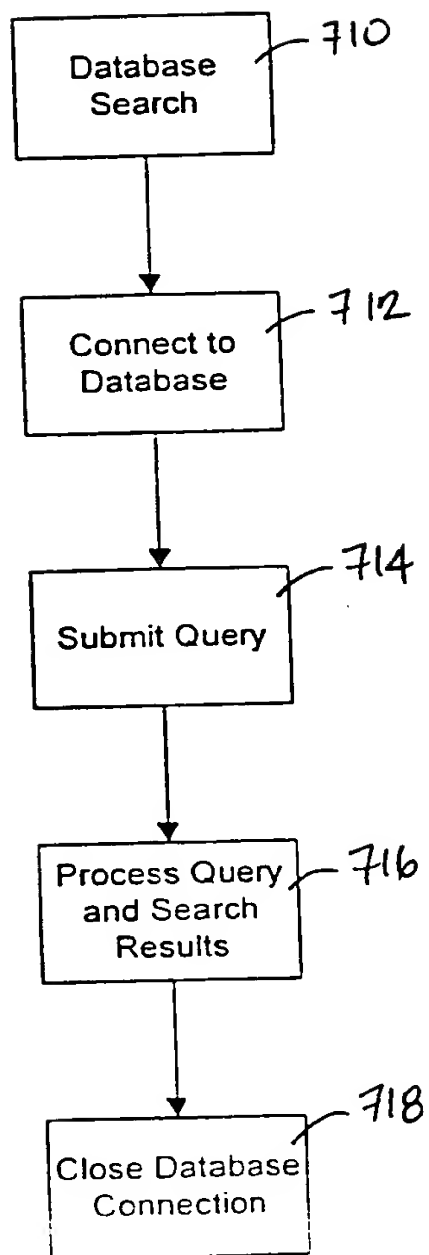 710
Database
Search
712
Connect to
Database
714
Submit Query
716
Process Query
and Search
Results
718
Close Database
Connection